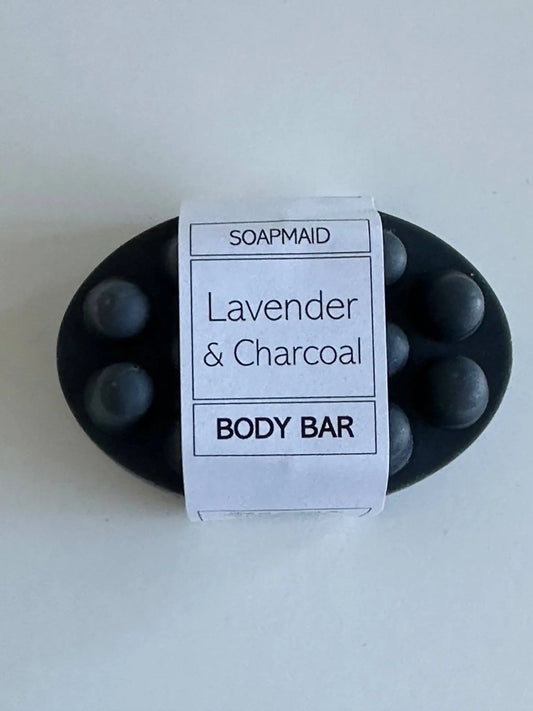 SOAPMAID
Lavender
& Charcoal
BODY BAR